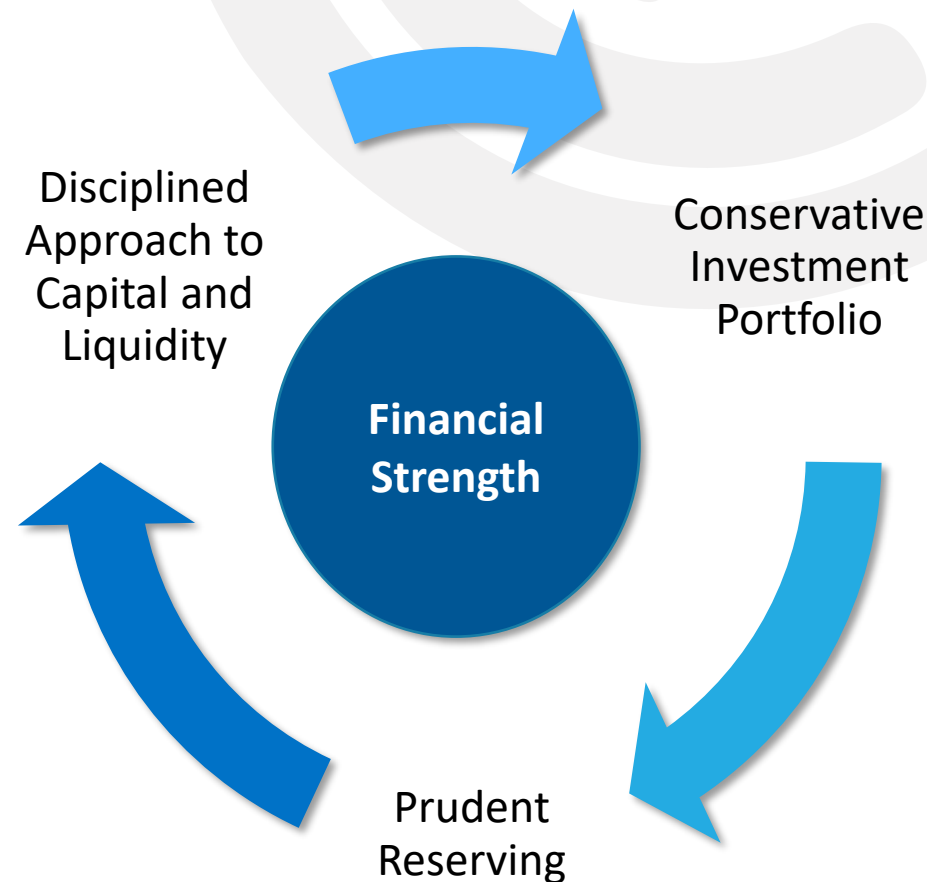 Disciplined
Approach to
Capital and
Liquidity
Conservative
Investment
Portfolio
Financial
Strength
Prudent
Reserving